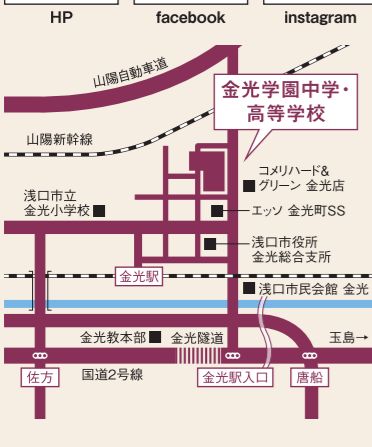 HP
facebook
instagram
山陽自動車道
金光学園中学・
高等学校
山陽新幹線
コメリハード&
グリーン 金光店
浅口市立
金光小学校
エッソ 金光町SS
浅口市役所
金光総合支所
金光駅
浅口市民会館 金光
金光教本部
金光隧道
玉島→
佐方
国道2号線
金光駅入口
唐船